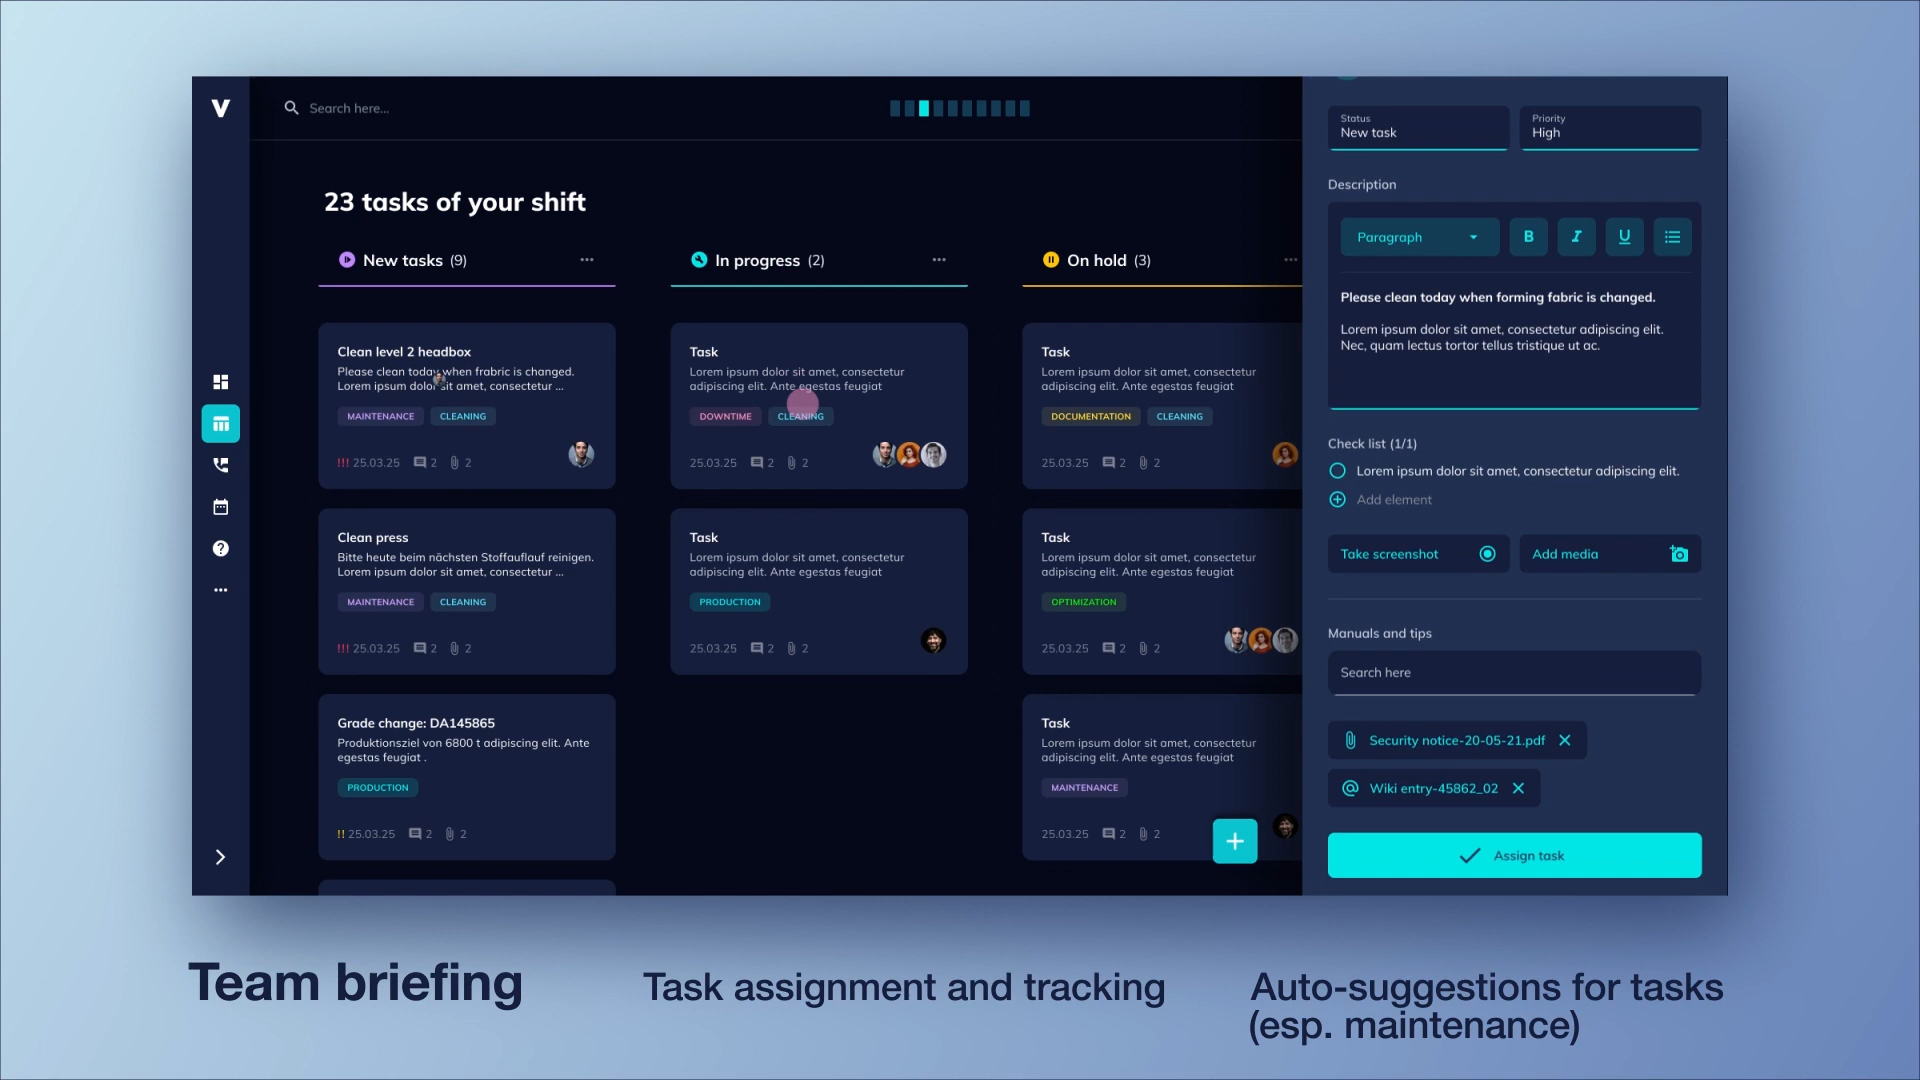 V
Search here...
23 tasks of your shift
New tasks (9)
Clean level 2 headbox
Please clean today when frabric is changed.
Lorem ipsum dolor sit amet, consectetur ...
MAINTENANCE CLEANING
!!! 25.03.25 2 2
Clean press
Bitte heute beim nächsten Stoffauflauf reinigen.
Lorem ipsum dolor sit amet, consectetur ...
MAINTENANCE CLEANING
!!! 25.03.25 2 2
Grade change: DA145865
Produktionsziel von 6800 t adipiscing elit. Ante
egestas feugiat .
PRODUCTION
!! 25.03.25 2 2
In progress (2)
Task
Lorem ipsum dolor sit amet, consectetur
adipiscing elit. Ante egestas feugiat
DOWNTIME CLEANING
25.03.25 2 2
Task
Lorem ipsum dolor sit amet, consectetur
adipiscing elit. Ante egestas feugiat
PRODUCTION
25.03.25 2 2
On hold (3)
Task
Lorem ipsum dolor sit amet, consectetur
adipiscing elit. Ante egestas feugiat
DOCUMENTATION CLEANING
25.03.25 2 2
Task
Lorem ipsum dolor sit amet, consectetur
adipiscing elit. Ante egestas feugiat
OPTIMIZATION
25.03.25 2 2
Task
Lorem ipsum dolor sit amet, consectetur
adipiscing elit. Ante egestas feugiat
MAINTENANCE
25.03.25 2 2
Status
New task
Priority
High
Description
Paragraph B I U
Please clean today when forming fabric is changed.
Lorem ipsum dolor sit amet, consectetur adipiscing elit.
Nec, quam lectus tortor tellus tristique ut ac.
Check list (1/1)
Lorem ipsum dolor sit amet, consectetur adipiscing elit.
Add element
Take screenshot
Add media
Manuals and tips
Search here
Security notice-20-05-21.pdf
Wiki entry-45862_02
Assign task
Team briefing
Task assignment and tracking
Auto-suggestions for tasks
(esp. maintenance)